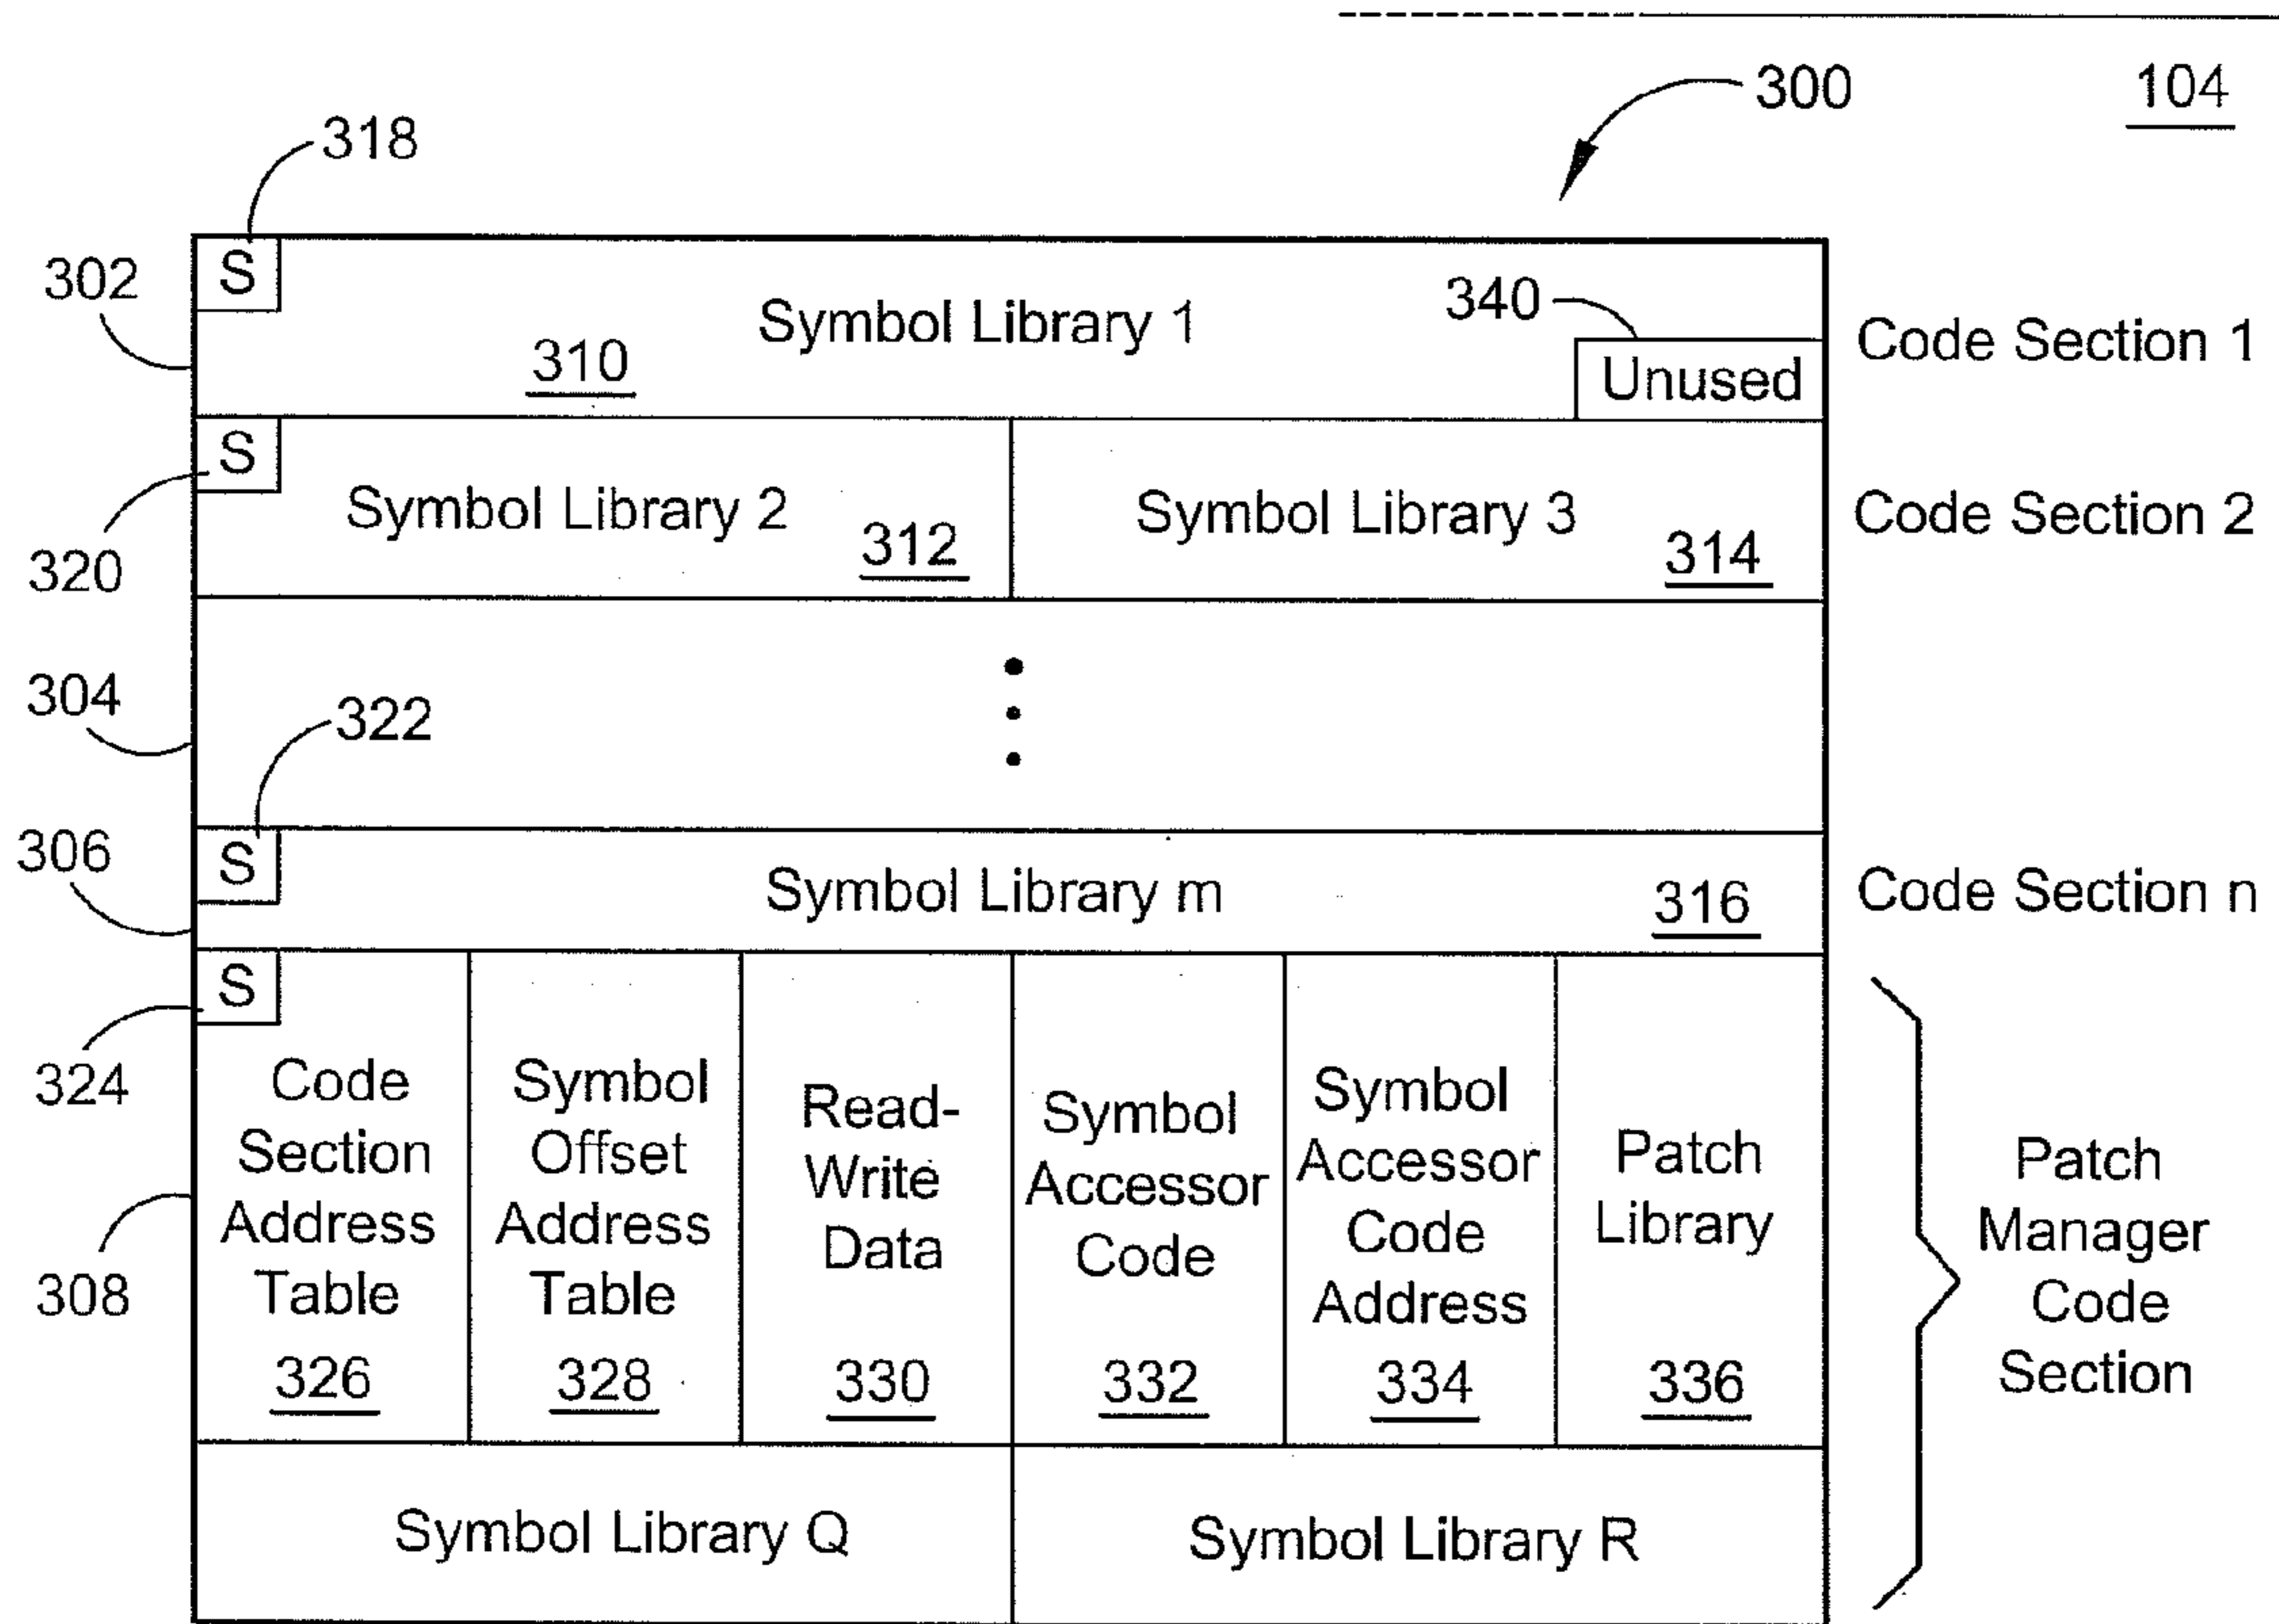 300
104
318
302
S
Symbol Library 1
310
340
Unused
Code Section 1
320
S
Symbol Library 2
312
Symbol Library 3
314
Code Section 2
304
322
306
S
Symbol Library m
316
Code Section n
324
S
308
Code
Section
Address
Table
326
Symbol
Offset
Address
Table
328
Read-
Write
Data
330
Symbol
Accessor
Code
332
Symbol
Accessor
Code
Address
334
Patch
Library
336
Patch
Manager
Code
Section
Symbol Library Q
Symbol Library R